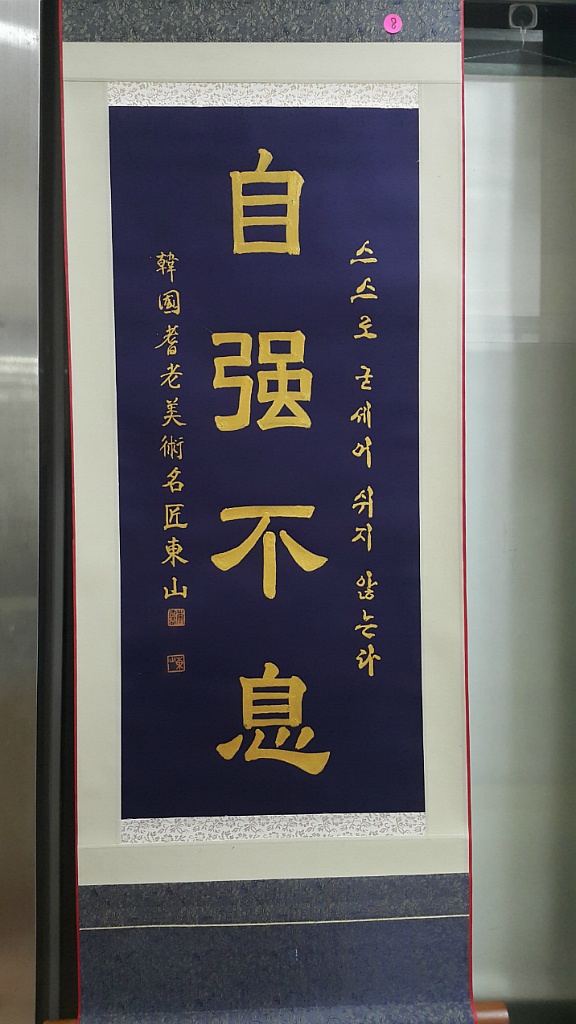 8
스스로 굳세어 쉬지 않는다
自强不息
韓國耆老美術名匠東山